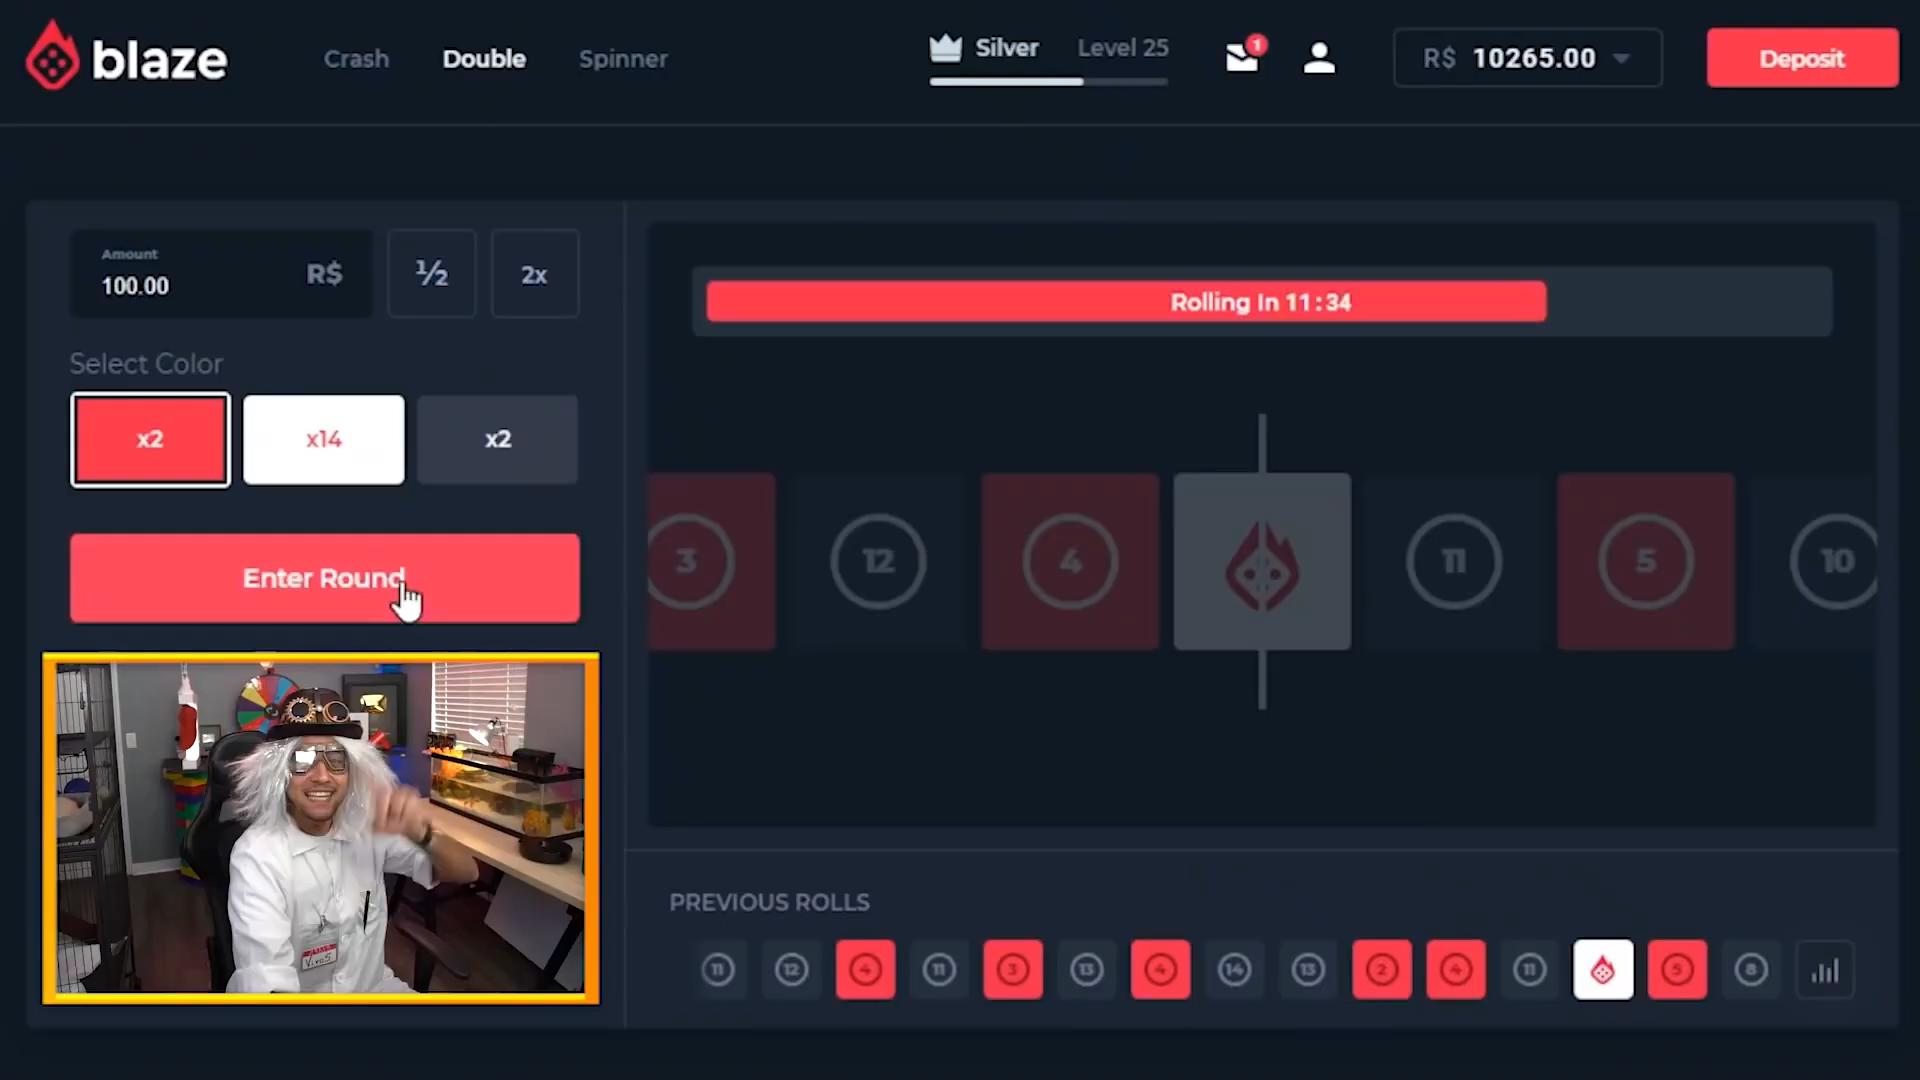 blaze
Crash
Double
Spinner
Silver
Level 25
1
R$ 10265.00
Deposit
Amount
100.00
R$
½
2x
Select Color
x2
x14
x2
Enter Round
Rolling In 11:34
3
12
4
11
5
10
PREVIOUS ROLLS
11
12
4
11
3
13
4
14
13
2
4
11
5
8